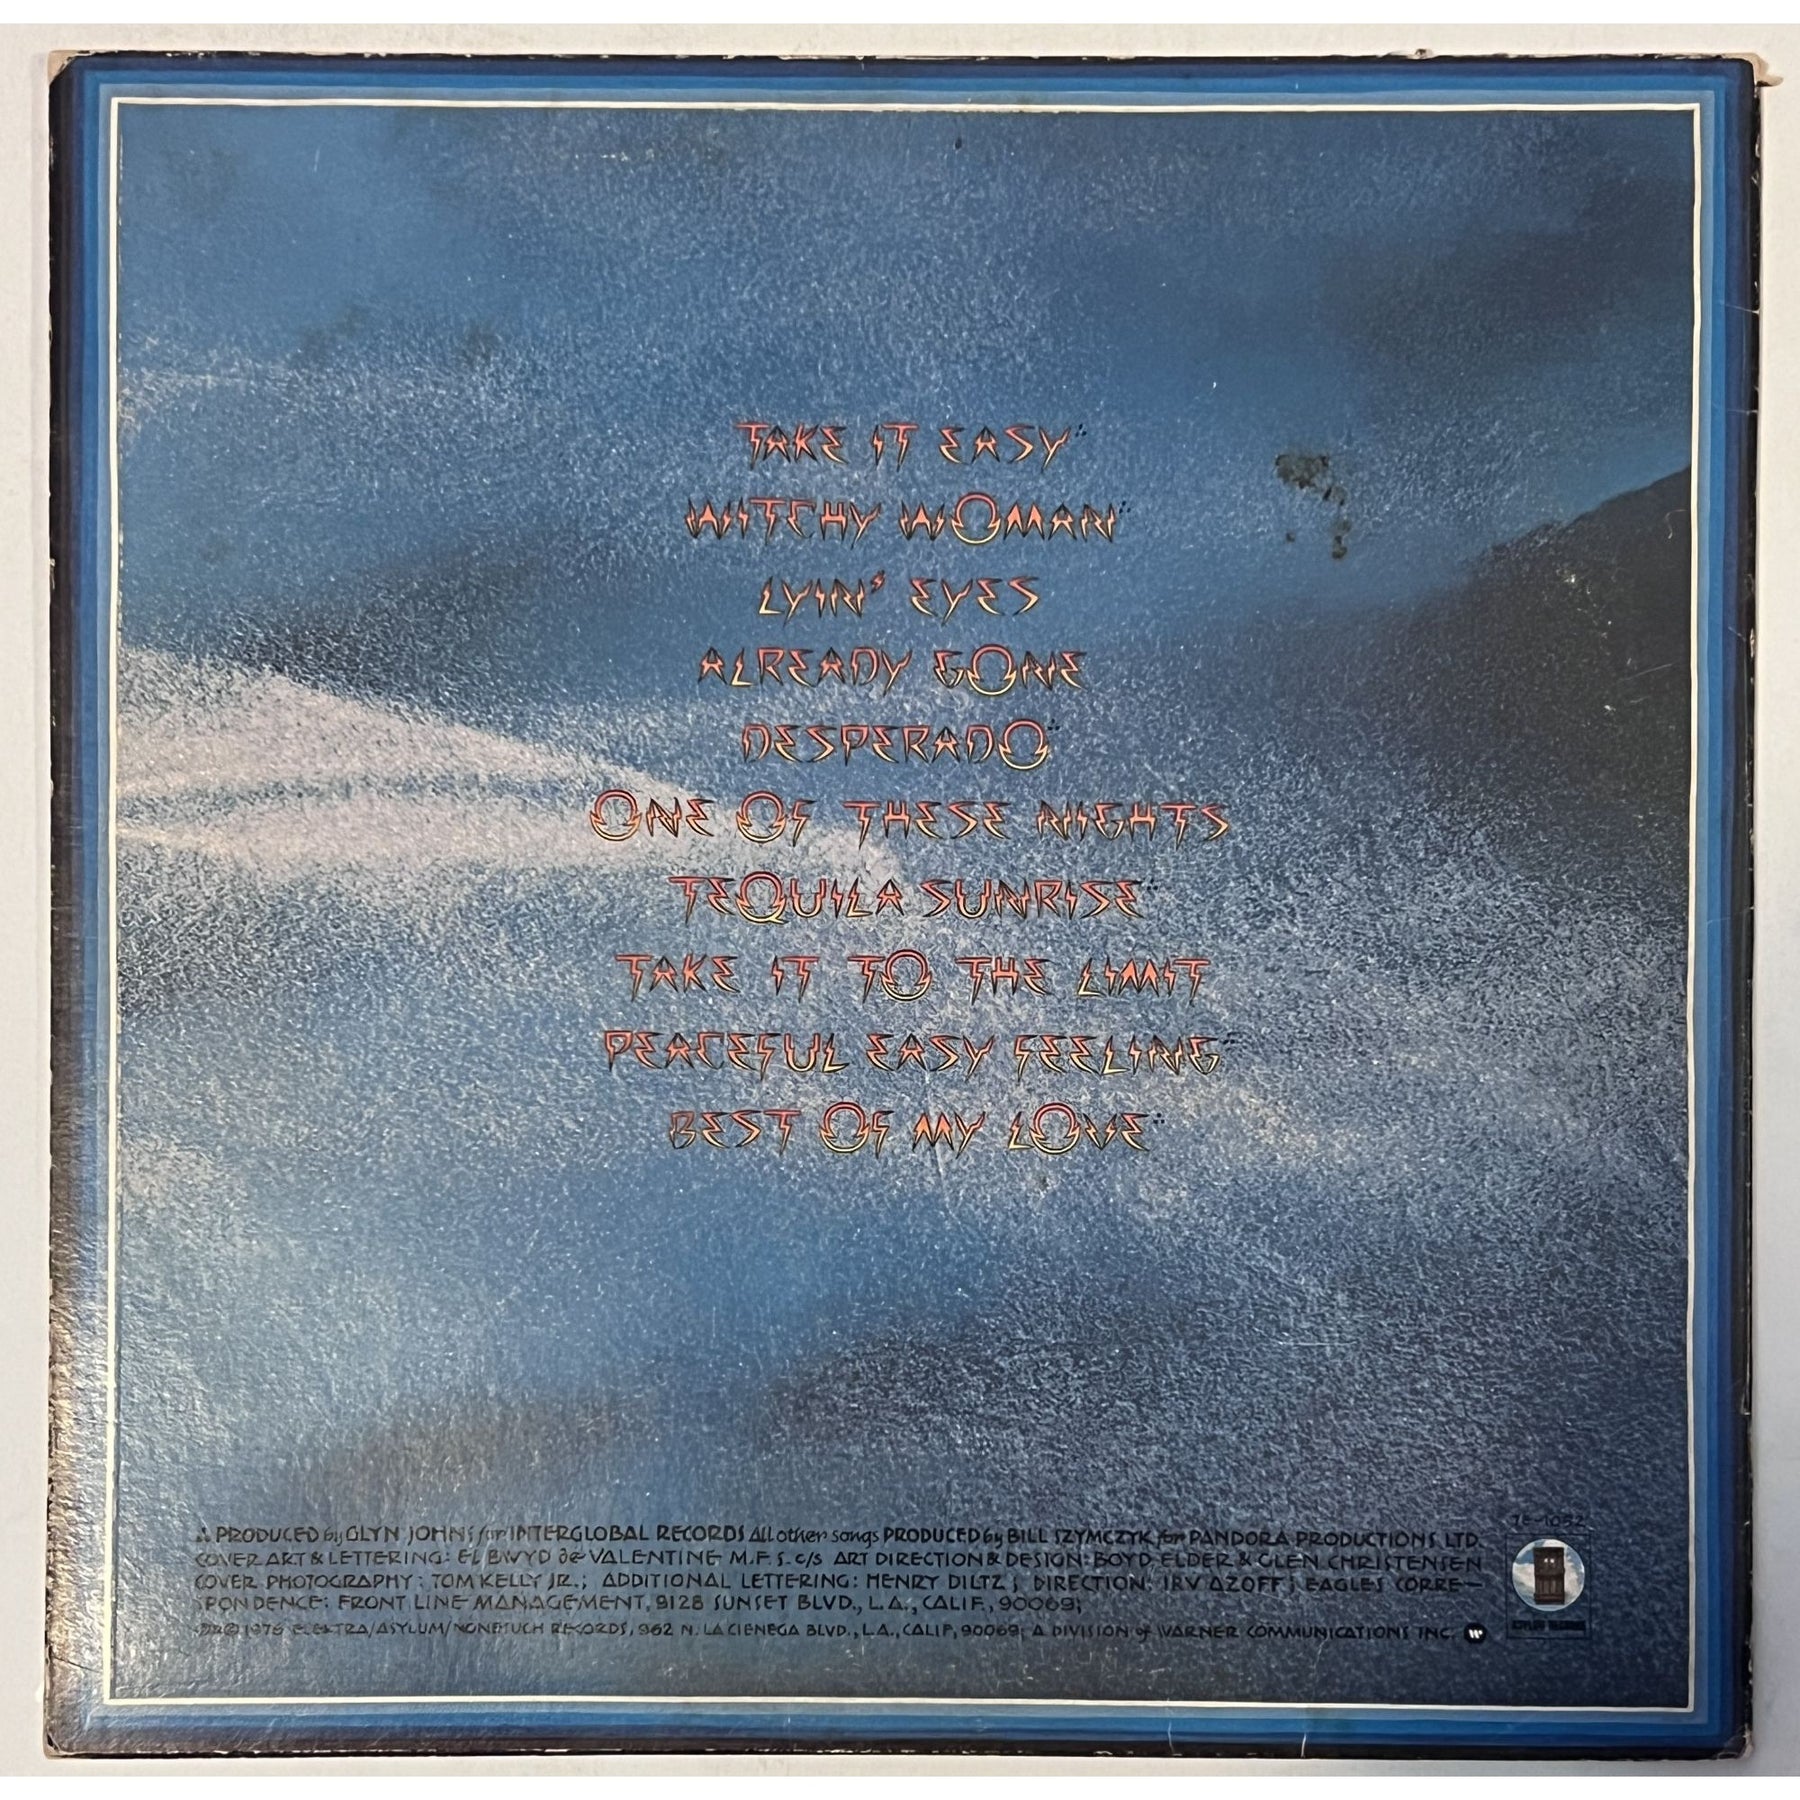 TAKE IT EASY∴
WITCHY WOMAN∴
LYIN' EYES
ALREADY GONE
DESPERADO∴
ONE OF THESE NIGHTS
TEQUILA SUNRISE∴
TAKE IT TO THE LIMIT
PEACEFUL EASY FEELING∴
BEST OF MY LOVE∴
7E-1052
∴ PRODUCED by GLYN JOHNS for INTERGLOBAL RECORDS All other songs PRODUCED by BILL SZYMCZYK for PANDORA PRODUCTIONS LTD.
COVER ART & LETTERING: EL BWYD de VALENTINE M.F.S. c/s ART DIRECTION & DESIGN: BOYD ELDER & GLEN CHRISTENSEN
COVER PHOTOGRAPHY: TOM KELLY JR.; ADDITIONAL LETTERING: HENRY DILTZ; DIRECTION: IRV AZOFF; EAGLES CORRE–
SPONDENCE: FRONT LINE MANAGEMENT, 9128 SUNSET BLVD., L.A., CALIF., 90069;
℗ © 1976 ELEKTRA/ASYLUM/NONESUCH RECORDS, 962 N. LA CIENEGA BLVD., L.A., CALIF, 90069; A DIVISION of WARNER COMMUNICATIONS INC.
ASYLUM RECORDS